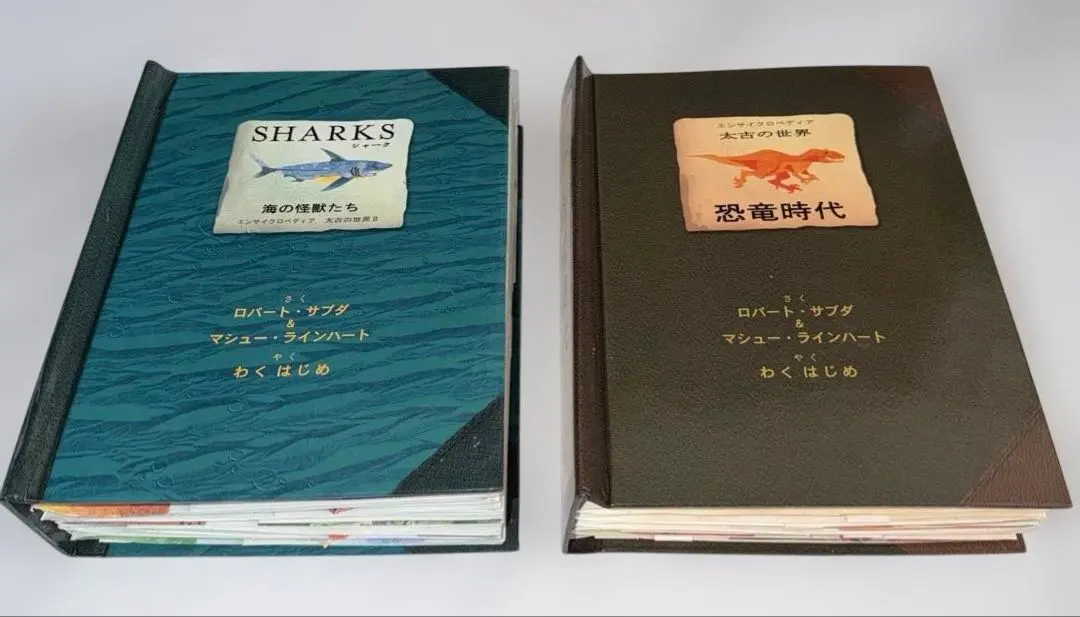 SHARKS
シャーク
海の怪獣たち
エンサイクロペディア 太古の世界 II
さく
ロバート・サブダ
&
マシュー・ラインハート
やく
わく はじめ
エンサイクロペディア
太古の世界
恐竜時代
さく
ロバート・サブダ
&
マシュー・ラインハート
やく
わく はじめ